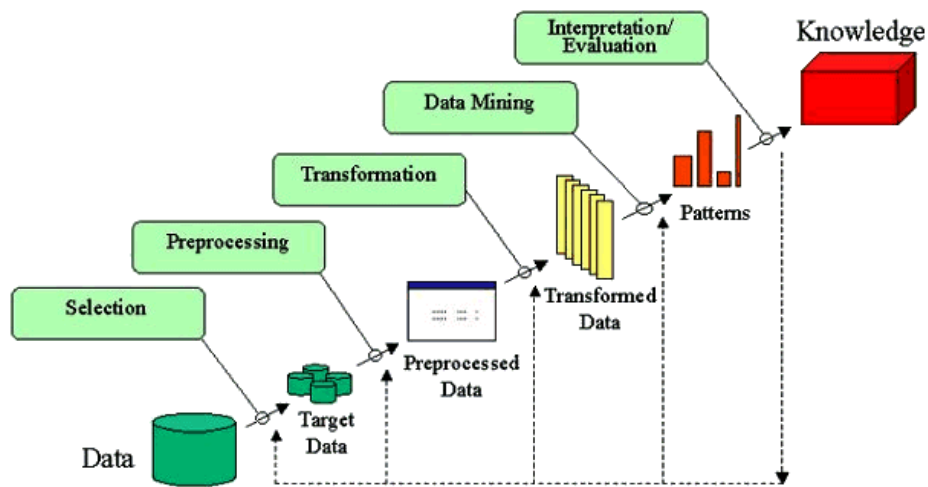 Interpretation/
Evaluation
Knowledge
Data Mining
Transformation
Patterns
Preprocessing
Transformed
Data
Selection
Preprocessed
Data
Target
Data
Data